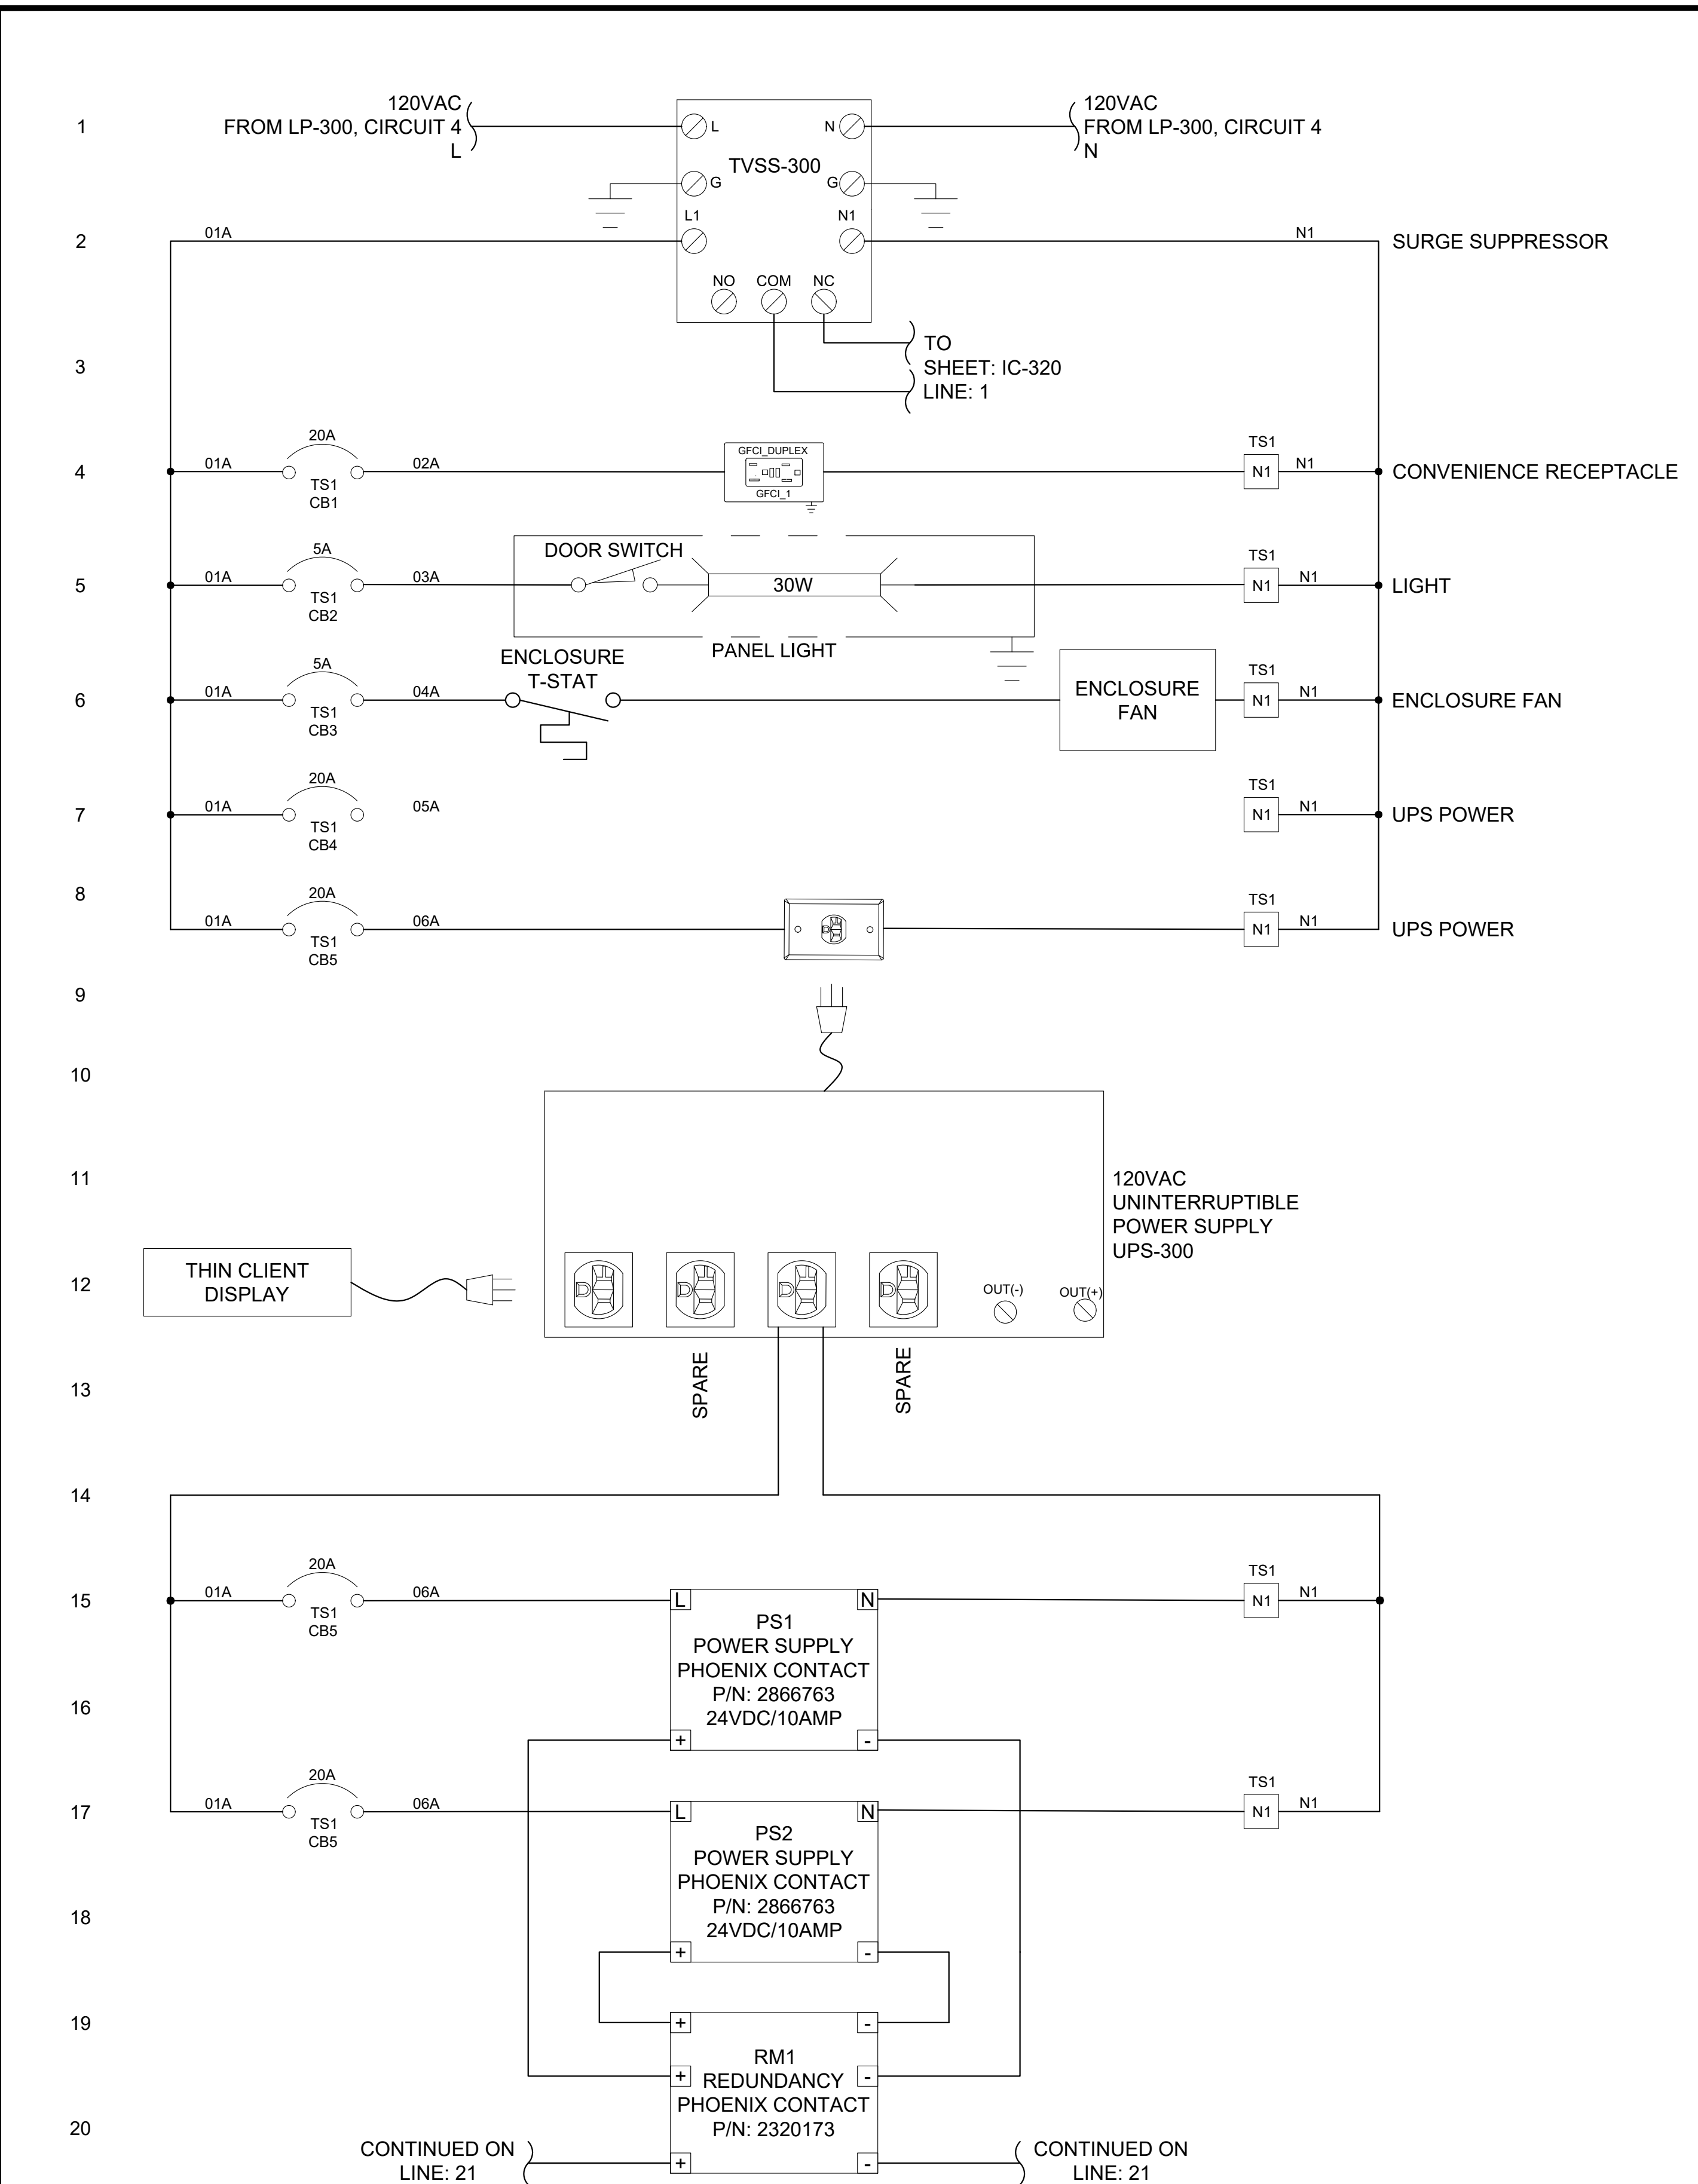 120VAC
FROM LP-300, CIRCUIT 4
L
120VAC
FROM LP-300, CIRCUIT 4
N
1
L
N
TVSS-300
G
G
L1
N1
2
01A
N1
SURGE SUPPRESSOR
NO
COM
NC
3
TO
SHEET: IC-320
LINE: 1
20A
GFCI_DUPLEX
TS1
4
01A
02A
N1
N1
CONVENIENCE RECEPTACLE
TS1
CB1
GFCI_1
5A
DOOR SWITCH
TS1
5
01A
03A
30W
N1
N1
LIGHT
TS1
CB2
PANEL LIGHT
5A
ENCLOSURE
T-STAT
TS1
6
01A
04A
ENCLOSURE
FAN
N1
N1
ENCLOSURE FAN
TS1
CB3
20A
TS1
7
01A
05A
N1
N1
UPS POWER
TS1
CB4
8
20A
TS1
01A
06A
N1
N1
UPS POWER
TS1
CB5
9
10
11
120VAC
UNINTERRUPTIBLE
POWER SUPPLY
UPS-300
12
THIN CLIENT
DISPLAY
OUT(-)
OUT(+)
13
SPARE
SPARE
14
20A
TS1
15
01A
06A
L
N
N1
N1
TS1
CB5
PS1
POWER SUPPLY
PHOENIX CONTACT
P/N: 2866763
24VDC/10AMP
16
+
-
20A
TS1
17
01A
06A
L
N
N1
N1
TS1
CB5
PS2
POWER SUPPLY
PHOENIX CONTACT
P/N: 2866763
24VDC/10AMP
18
+
-
19
+
-
RM1
REDUNDANCY
PHOENIX CONTACT
P/N: 2320173
+
-
20
CONTINUED ON
LINE: 21
+
-
CONTINUED ON
LINE: 21